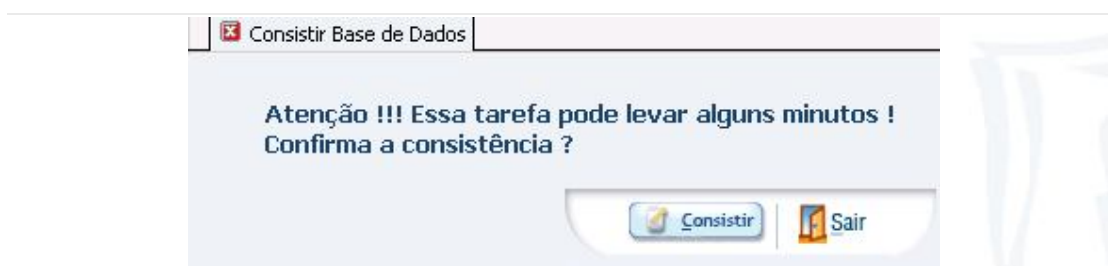 Consistir Base de Dados
Atenção !!! Essa tarefa pode levar alguns minutos !
Confirma a consistência ?
Consistir Sair